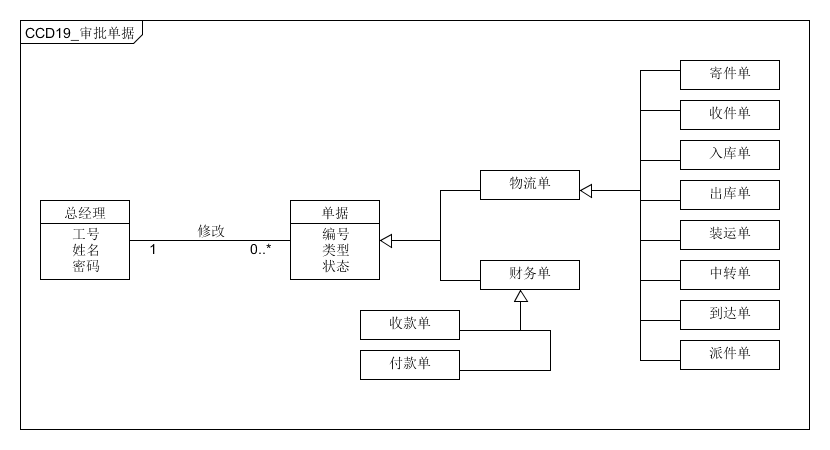 CCD19_审批单据
总经理
工号
姓名
密码
修改
1
0..*
单据
编号
类型
状态
物流单
财务单
收款单
付款单
寄件单
收件单
入库单
出库单
装运单
中转单
到达单
派件单